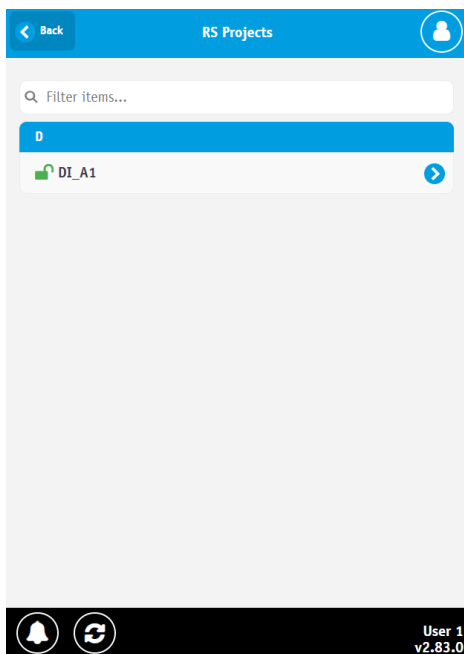 Back
RS Projects
Filter items...
D
DI_A1
User 1
v2.83.0